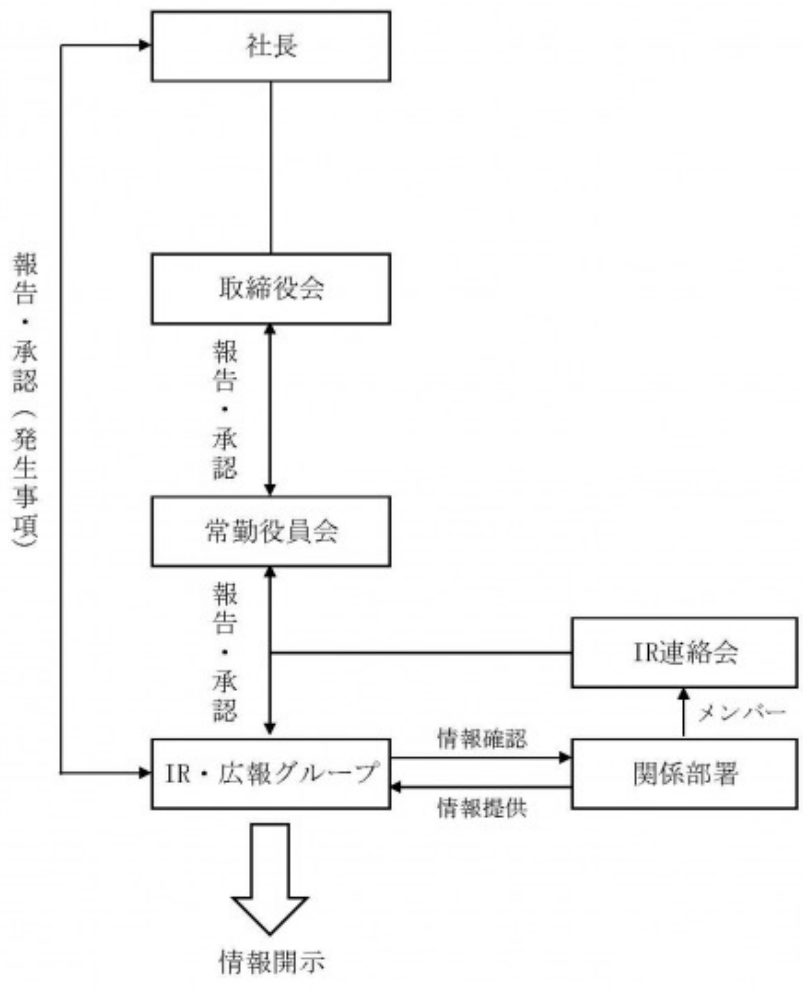 社長
取締役会
報告・承認(発生事項)
報告・承認
常勤役員会
報告・承認
IR連絡会
メンバー
IR・広報グループ
情報確認
情報提供
関係部署
情報開示